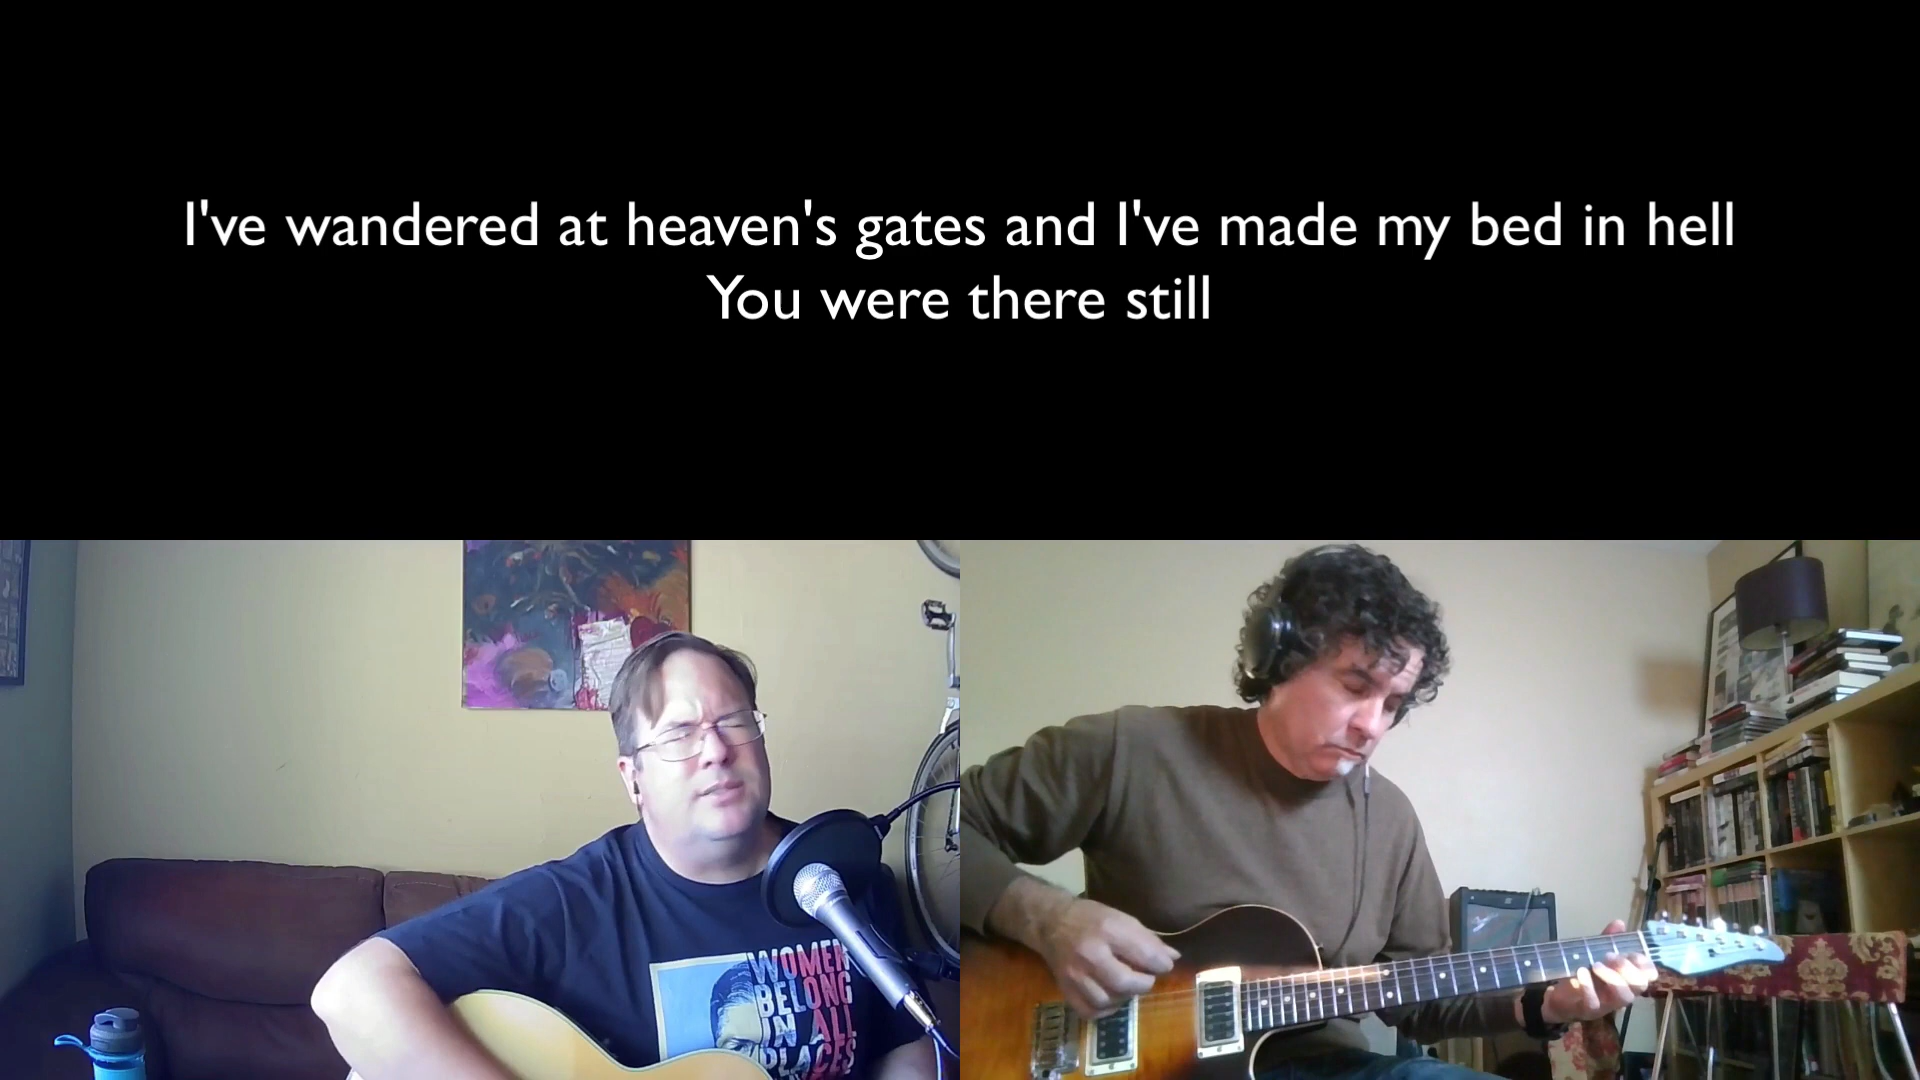 I've wandered at heaven's gates and I've made my bed in hell
You were there still
WOMEN
BELONG
IN ALL
PLACES